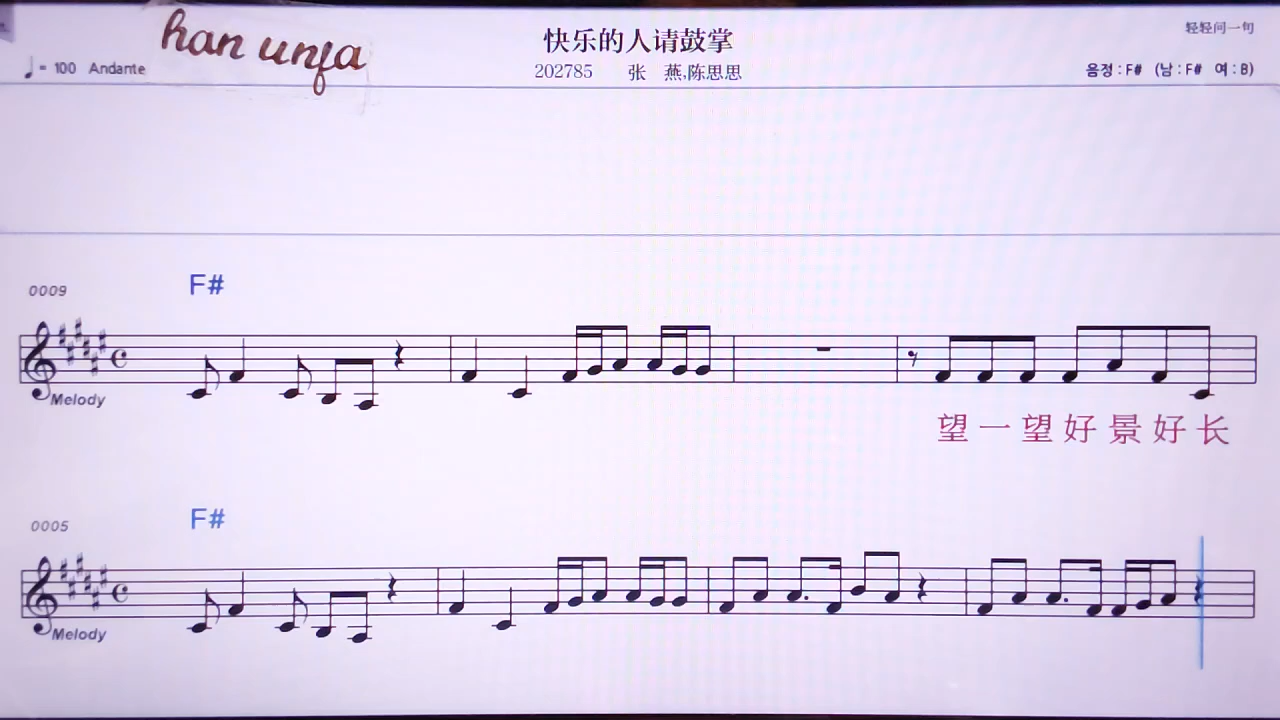 han unfa
快乐的人请鼓掌
轻轻问一句
♩= 100 Andante
202785 张 燕,陈思思
음정 : F# (남 : F# 여 : B)
F#
0009
Melody
望一望好景好长
F#
0005
Melody